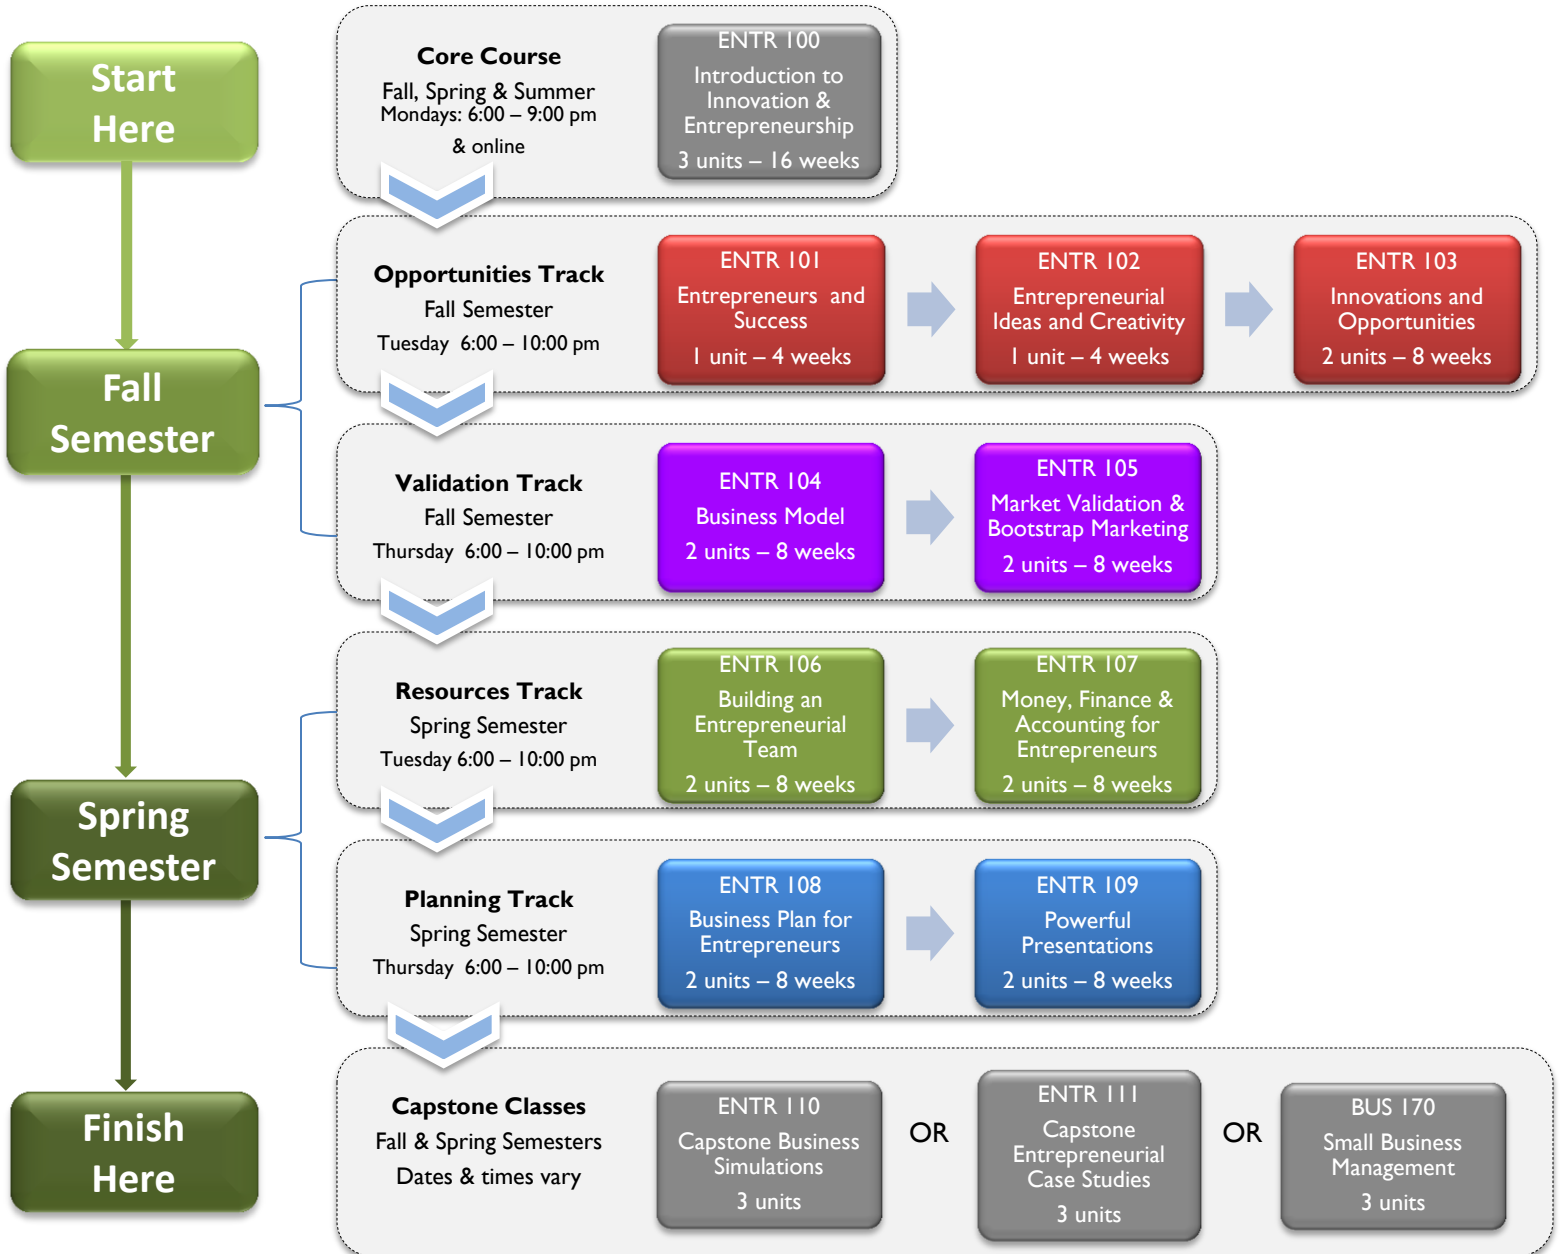 Start
Here
Core Course
Fall, Spring & Summer
Mondays: 6:00 – 9:00 pm
& online
ENTR 100
Introduction to
Innovation &
Entrepreneurship
3 units – 16 weeks
Fall
Semester
Opportunities Track
Fall Semester
Tuesday  6:00 – 10:00 pm
ENTR 101
Entrepreneurs  and
Success
1 unit – 4 weeks
ENTR 102
Entrepreneurial
Ideas and Creativity
1 unit – 4 weeks
ENTR 103
Innovations and
Opportunities
2 units – 8 weeks
Validation Track
Fall Semester
Thursday  6:00 – 10:00 pm
ENTR 104
Business Model
2 units – 8 weeks
ENTR 105
Market Validation &
Bootstrap Marketing
2 units – 8 weeks
Spring
Semester
Resources Track
Spring Semester
Tuesday 6:00 – 10:00 pm
ENTR 106
Building an
Entrepreneurial
Team
2 units – 8 weeks
ENTR 107
Money, Finance &
Accounting for
Entrepreneurs
2 units – 8 weeks
Planning Track
Spring Semester
Thursday  6:00 – 10:00 pm
ENTR 108
Business Plan for
Entrepreneurs
2 units – 8 weeks
ENTR 109
Powerful
Presentations
2 units – 8 weeks
Finish
Here
Capstone Classes
Fall & Spring Semesters
Dates & times vary
ENTR 110
Capstone Business
Simulations
3 units
OR
ENTR 111
Capstone
Entrepreneurial
Case Studies
3 units
OR
BUS 170
Small Business
Management
3 units